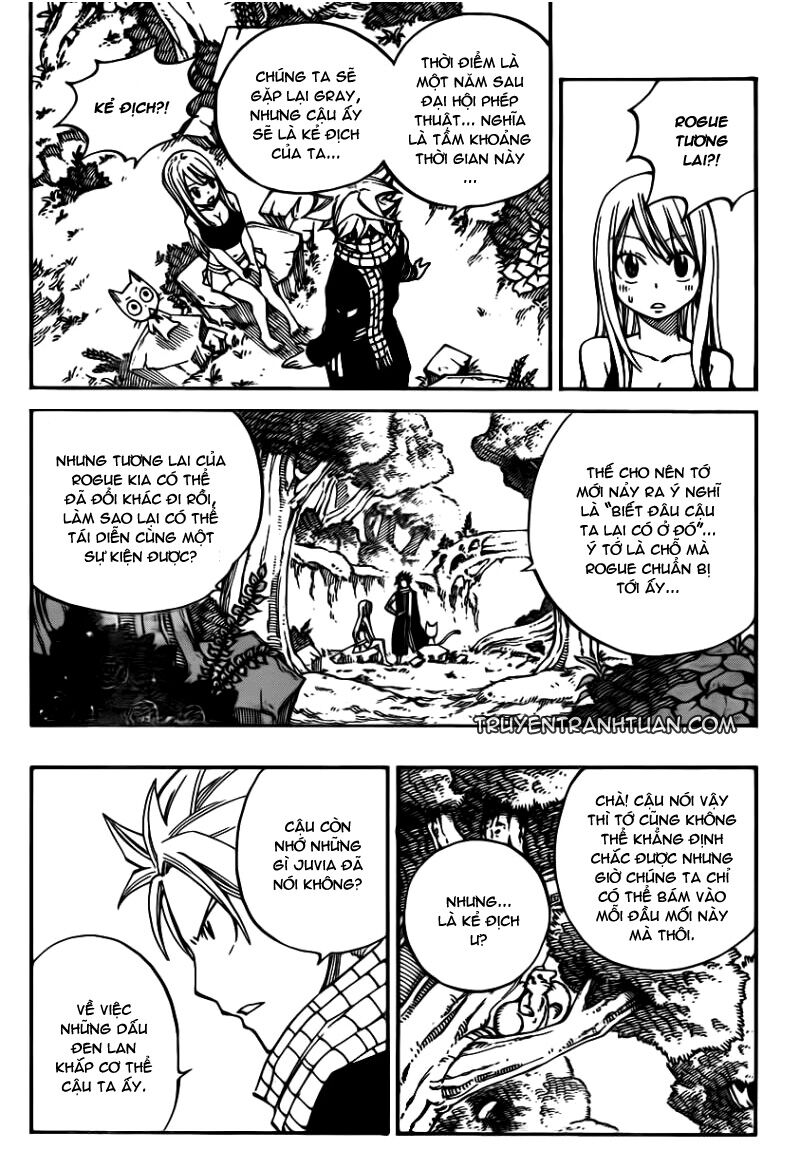 ROGUE
TƯƠNG
LAI?!
THỜI ĐIỂM LÀ
MỘT NĂM SAU
ĐẠI HỘI PHÉP
THUẬT... NGHĨA
LÀ TẦM KHOẢNG
THỜI GIAN NÀY
...
CHÚNG TA SẼ
GẶP LẠI GRAY,
NHƯNG CẬU ẤY
SẼ LÀ KẺ ĐỊCH
CỦA TA...
KẺ ĐỊCH?!
THẾ CHO NÊN TỚ
MỚI NẢY RA Ý NGHĨ
LÀ "BIẾT ĐÂU CẬU
TA LẠI CÓ Ở ĐÓ"...
Ý TỚ LÀ CHỖ MÀ
ROGUE CHUẨN BỊ
TỚI ẤY...
NHƯNG TƯƠNG LAI CỦA
ROGUE KIA CÓ THỂ
ĐÃ ĐỔI KHÁC ĐI RỒI,
LÀM SAO LẠI CÓ THỂ
TÁI DIỄN CÙNG MỘT
SỰ KIỆN ĐƯỢC?
TRUYENTRANHTUAN.COM
CHÀ! CẬU NÓI VẬY
THÌ TỚ CŨNG KHÔNG
THỂ KHẲNG ĐỊNH
CHẮC ĐƯỢC NHƯNG
GIỜ CHÚNG TA CHỈ
CÓ THỂ BÁM VÀO
MỖI ĐẦU MỐI NÀY
MÀ THÔI.
NHƯNG...
LÀ KẺ ĐỊCH
Ư?
CẬU CÒN
NHỚ NHỮNG
GÌ JUVIA ĐÃ
NÓI KHÔNG?
VỀ VIỆC
NHỮNG DẤU
ĐEN LAN
KHẮP CƠ THỂ
CẬU TA ẤY.